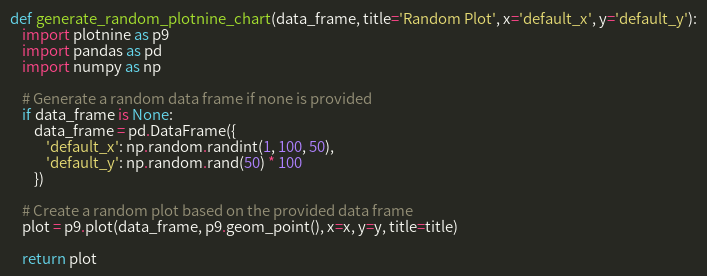 def generate_random_plotnine_chart(data_frame, title='Random Plot', x='default_x', y='default_y'):
    import plotnine as p9
    import pandas as pd
    import numpy as np

    # Generate a random data frame if none is provided
    if data_frame is None:
        data_frame = pd.DataFrame({
            'default_x': np.random.randint(1, 100, 50),
            'default_y': np.random.rand(50) * 100
        })

    # Create a random plot based on the provided data frame
    plot = p9.plot(data_frame, p9.geom_point(), x=x, y=y, title=title)

    return plot